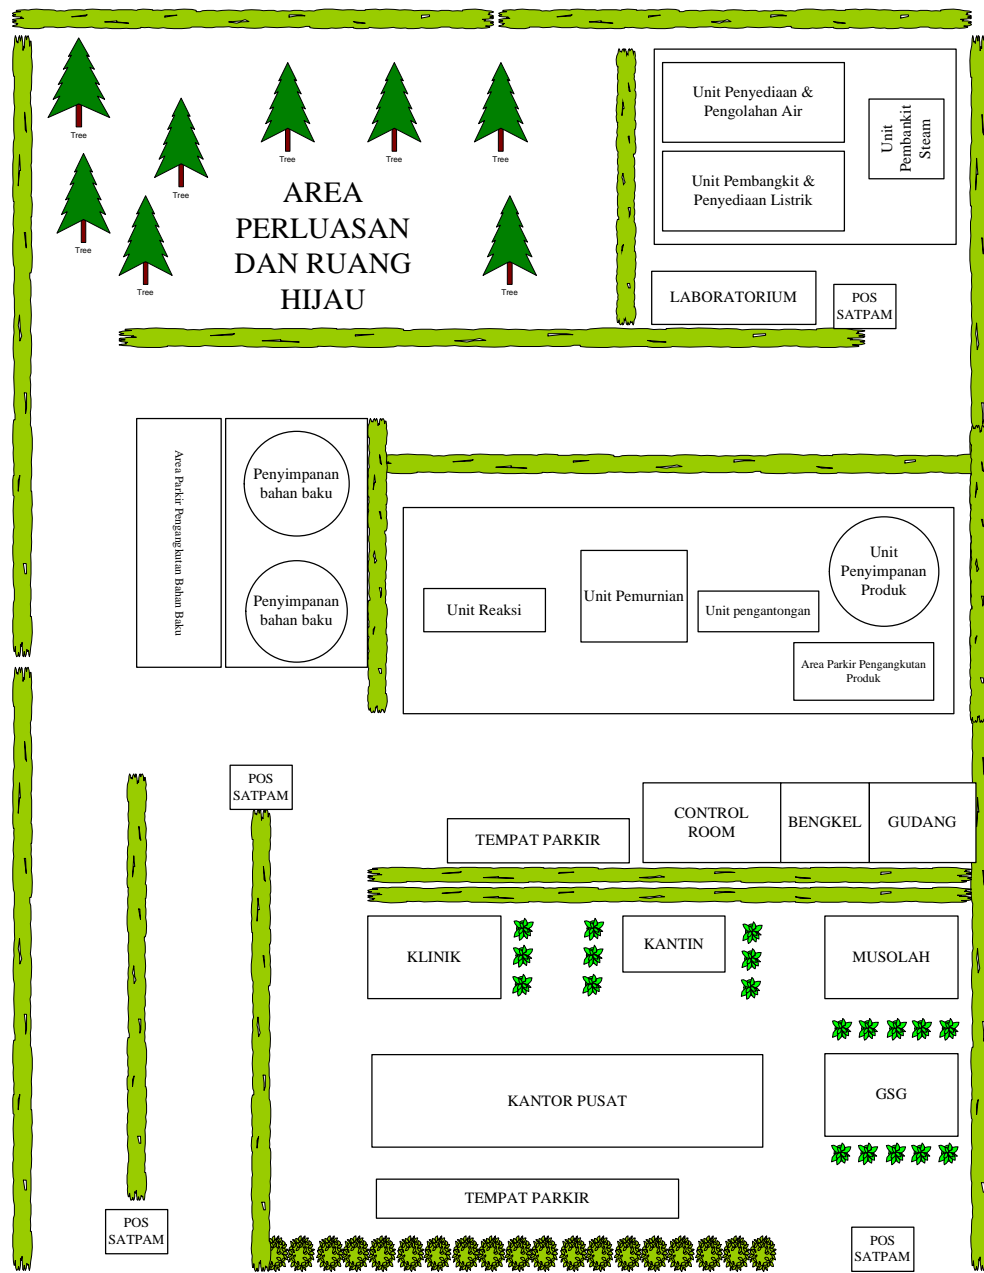 Tree
Tree
Tree
Tree
Tree
Tree
Tree
Tree
AREA
PERLUASAN
DAN RUANG
HIJAU
Unit Penyediaan &
Pengolahan Air
Unit Pembangkit &
Penyediaan Listrik
Unit
Pembankit
Steam
LABORATORIUM
POS
SATPAM
Area Parkir Pengangkutan Bahan Baku
Penyimpanan
bahan baku
Penyimpanan
bahan baku
Unit Reaksi
Unit Pemurnian
Unit pengantongan
Unit
Penyimpanan
Produk
Area Parkir Pengangkutan
Produk
POS
SATPAM
TEMPAT PARKIR
CONTROL
ROOM
BENGKEL
GUDANG
KLINIK
KANTIN
MUSOLAH
KANTOR PUSAT
GSG
TEMPAT PARKIR
POS
SATPAM
POS
SATPAM